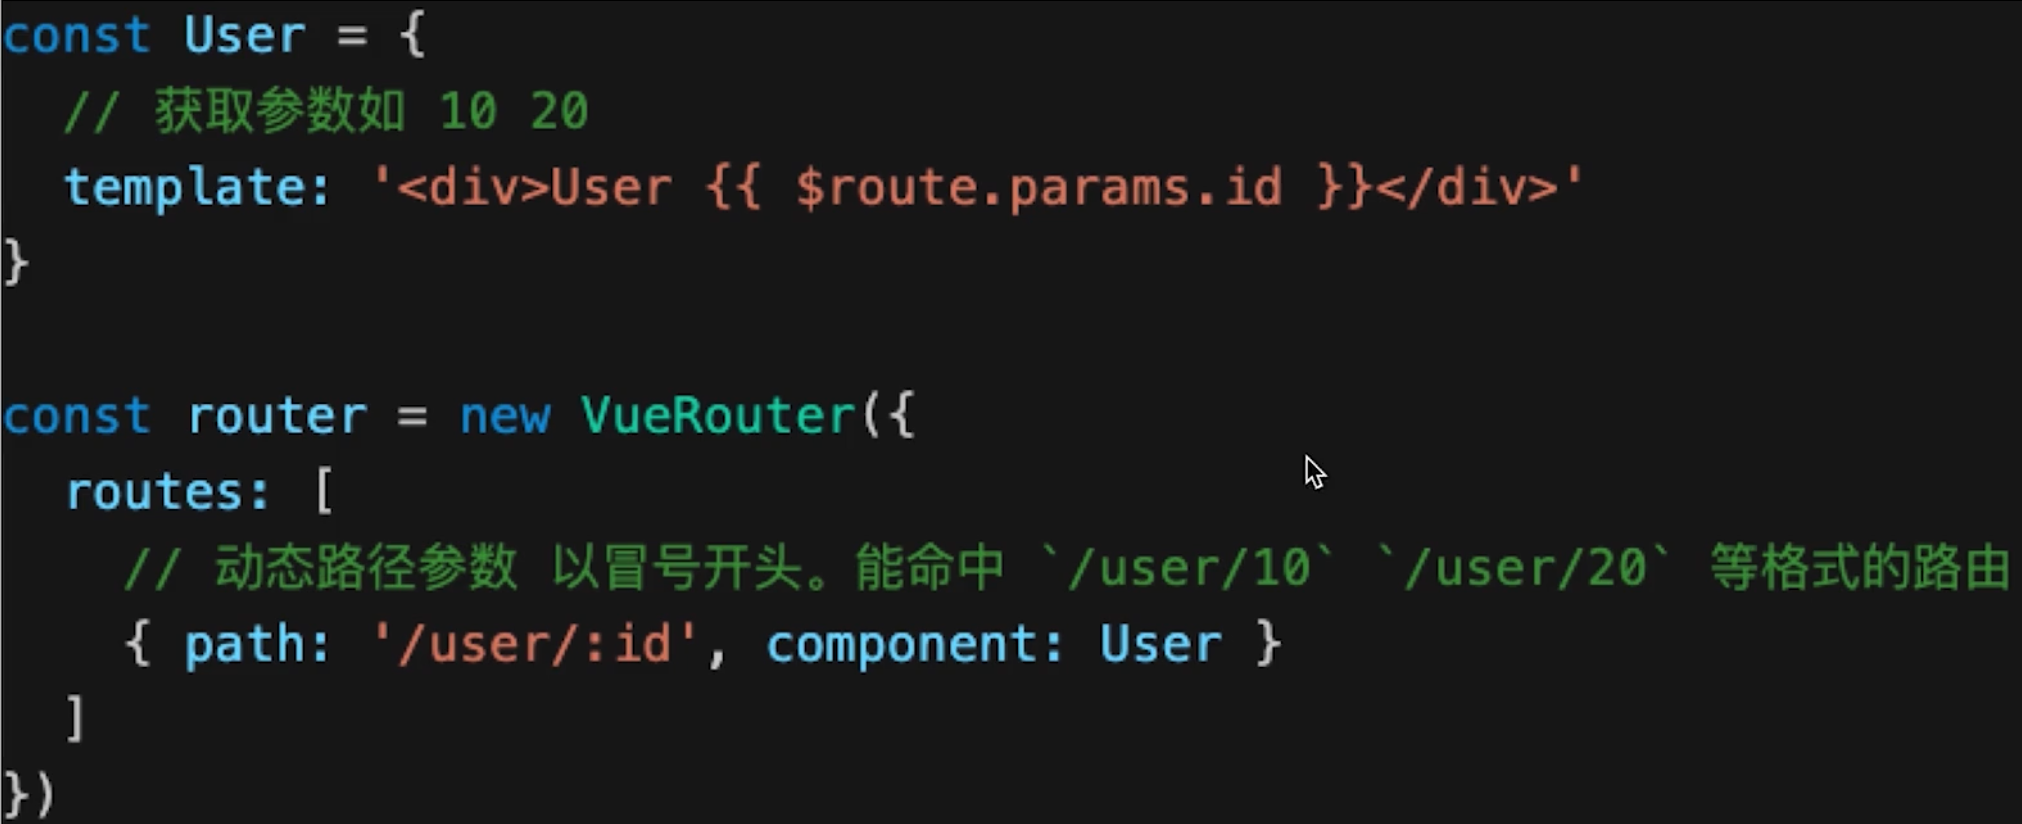 const User = {
  // 获取参数如 10 20
  template: '<div>User {{ $route.params.id }}</div>'
}
const router = new VueRouter({
  routes: [
    // 动态路径参数 以冒号开头。能命中 `/user/10` `/user/20` 等格式的路由
    { path: '/user/:id', component: User }
  ]
})